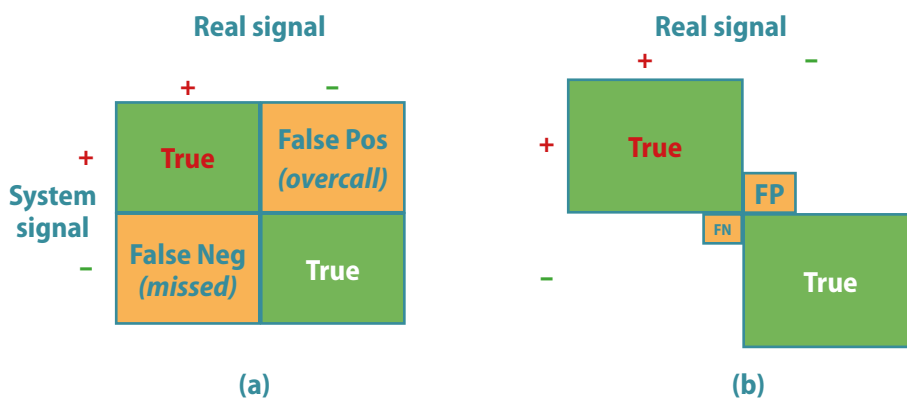 Real signal
+ −
+ True False Pos
(overcall)
System
signal
− False Neg
(missed)
True
(a)
Real signal
+ −
+ True
FP
FN
− True
(b)